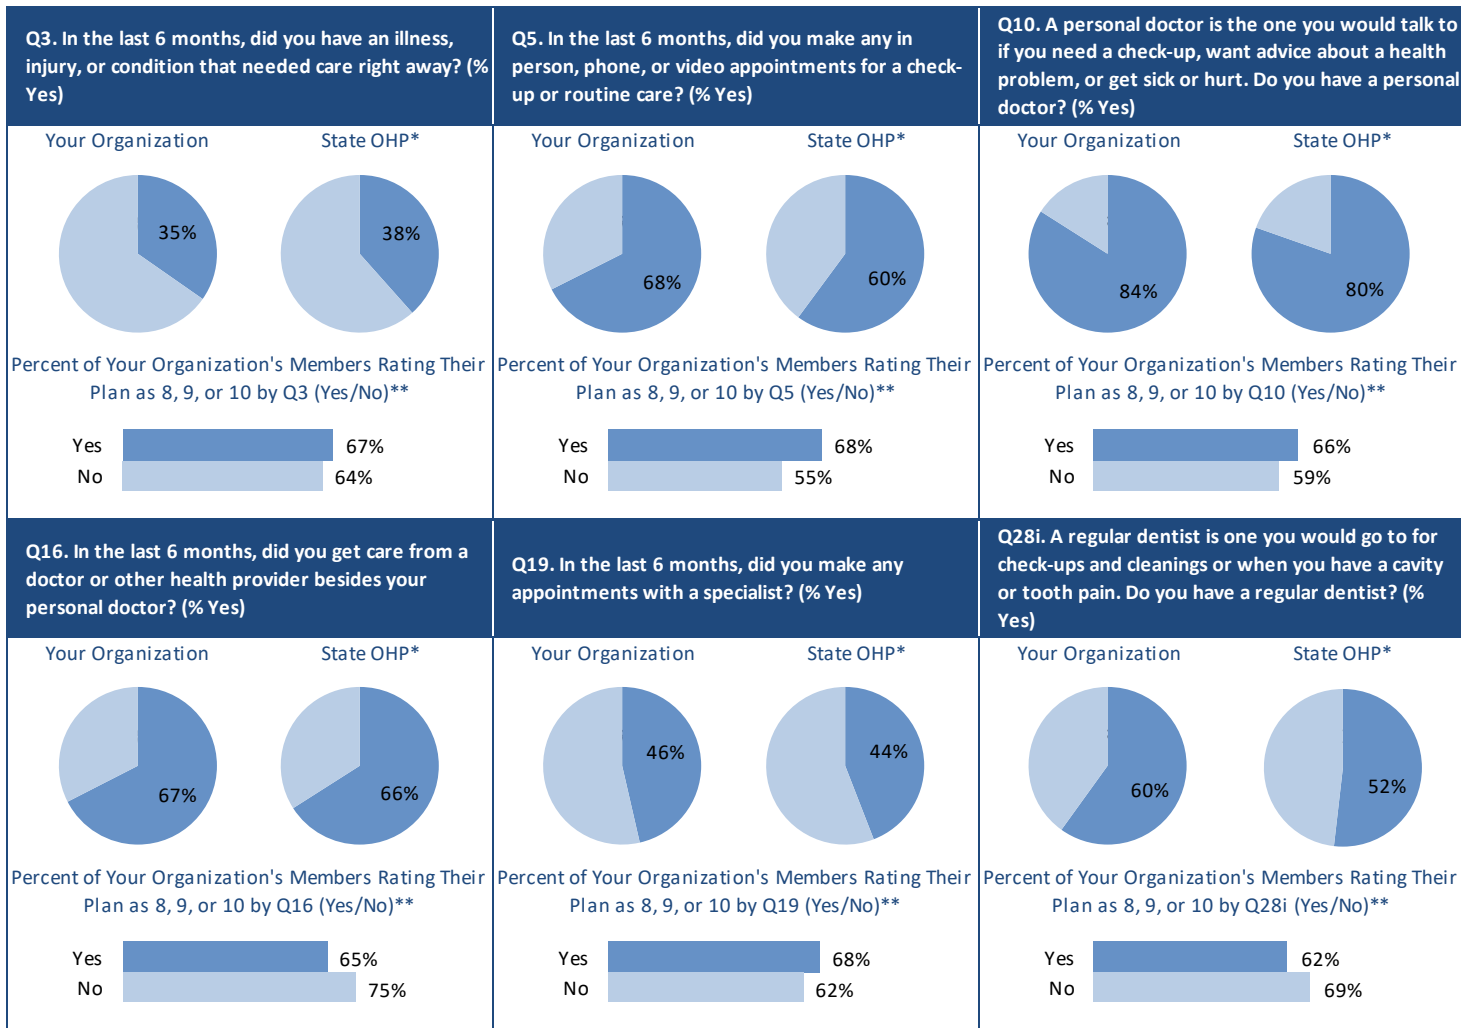 Q3. In the last 6 months, did you have an illness,
injury, or condition that needed care right away? (%
Yes)
Your Organization
State OHP*
35%
38%
Percent of Your Organization's Members Rating Their
Plan as 8, 9, or 10 by Q3 (Yes/No)**
Yes
67%
No
64%
Q5. In the last 6 months, did you make any in
person, phone, or video appointments for a check-
up or routine care? (% Yes)
Your Organization
State OHP*
68%
60%
Percent of Your Organization's Members Rating Their
Plan as 8, 9, or 10 by Q5 (Yes/No)**
Yes
68%
No
55%
Q10. A personal doctor is the one you would talk to
if you need a check-up, want advice about a health
problem, or get sick or hurt. Do you have a personal
doctor? (% Yes)
Your Organization
State OHP*
84%
80%
Percent of Your Organization's Members Rating Their
Plan as 8, 9, or 10 by Q10 (Yes/No)**
Yes
66%
No
59%
Q16. In the last 6 months, did you get care from a
doctor or other health provider besides your
personal doctor? (% Yes)
Your Organization
State OHP*
67%
66%
Percent of Your Organization's Members Rating Their
Plan as 8, 9, or 10 by Q16 (Yes/No)**
Yes
65%
No
75%
Q19. In the last 6 months, did you make any
appointments with a specialist? (% Yes)
Your Organization
State OHP*
46%
44%
Percent of Your Organization's Members Rating Their
Plan as 8, 9, or 10 by Q19 (Yes/No)**
Yes
68%
No
62%
Q28i. A regular dentist is one you would go to for
check-ups and cleanings or when you have a cavity
or tooth pain. Do you have a regular dentist? (%
Yes)
Your Organization
State OHP*
60%
52%
Percent of Your Organization's Members Rating Their
Plan as 8, 9, or 10 by Q28i (Yes/No)**
Yes
62%
No
69%